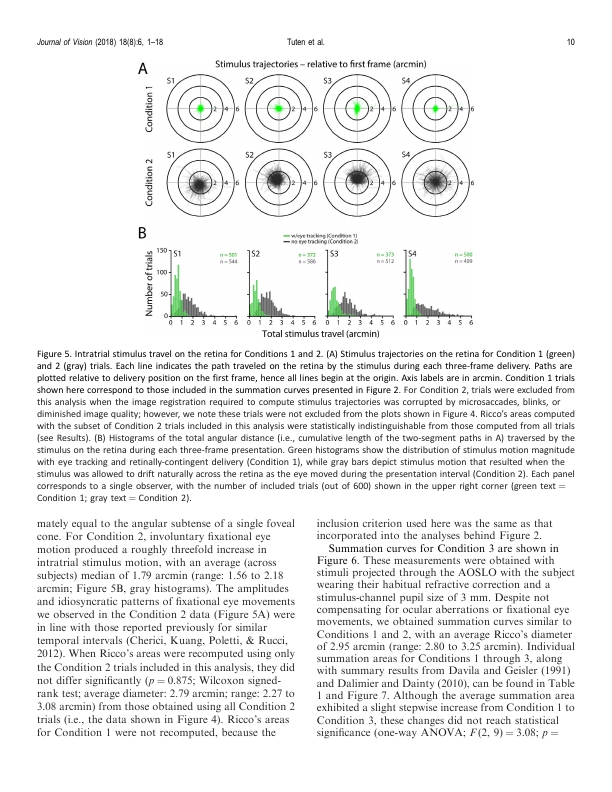 Journal of Vision (2018) 18(8):6, 1–18 Tuten et al. 10
A Stimulus trajectories – relative to first frame (arcmin)
S1 S2 S3 S4
Condition 1
2 4 6 2 4 6 2 4 6 2 4 6
S1 S2 S3 S4
Condition 2
2 4 6 2 4 6 2 4 6 2 4 6
B
w/eye tracking (Condition 1)
no eye tracking (Condition 2)
Number of trials
150
100
50
0
S1 n = 501
n = 544
S2 n = 372
n = 586
S3 n = 373
n = 512
S4 n = 580
n = 409
0 1 2 3 4 5 6 0 1 2 3 4 5 6 0 1 2 3 4 5 6 0 1 2 3 4 5 6
Total stimulus travel (arcmin)
Figure 5. Intratrial stimulus travel on the retina for Conditions 1 and 2. (A) Stimulus trajectories on the retina for Condition 1 (green)
and 2 (gray) trials. Each line indicates the path traveled on the retina by the stimulus during each three-frame delivery. Paths are
plotted relative to delivery position on the first frame, hence all lines begin at the origin. Axis labels are in arcmin. Condition 1 trials
shown here correspond to those included in the summation curves presented in Figure 2. For Condition 2, trials were excluded from
this analysis when the image registration required to compute stimulus trajectories was corrupted by microsaccades, blinks, or
diminished image quality; however, we note these trials were not excluded from the plots shown in Figure 4. Ricco's areas computed
with the subset of Condition 2 trials included in this analysis were statistically indistinguishable from those computed from all trials
(see Results). (B) Histograms of the total angular distance (i.e., cumulative length of the two-segment paths in A) traversed by the
stimulus on the retina during each three-frame presentation. Green histograms show the distribution of stimulus motion magnitude
with eye tracking and retinally-contingent delivery (Condition 1), while gray bars depict stimulus motion that resulted when the
stimulus was allowed to drift naturally across the retina as the eye moved during the presentation interval (Condition 2). Each panel
corresponds to a single observer, with the number of included trials (out of 600) shown in the upper right corner (green text =
Condition 1; gray text = Condition 2).
mately equal to the angular subtense of a single foveal
cone. For Condition 2, involuntary fixational eye
motion produced a roughly threefold increase in
intratrial stimulus motion, with an average (across
subjects) median of 1.79 arcmin (range: 1.56 to 2.18
arcmin; Figure 5B, gray histograms). The amplitudes
and idiosyncratic patterns of fixational eye movements
we observed in the Condition 2 data (Figure 5A) were
in line with those reported previously for similar
temporal intervals (Cherici, Kuang, Poletti, & Rucci,
2012). When Ricco's areas were recomputed using only
the Condition 2 trials included in this analysis, they did
not differ significantly (p = 0.875; Wilcoxon signed-
rank test; average diameter: 2.79 arcmin; range: 2.27 to
3.08 arcmin) from those obtained using all Condition 2
trials (i.e., the data shown in Figure 4). Ricco's areas
for Condition 1 were not recomputed, because the
inclusion criterion used here was the same as that
incorporated into the analyses behind Figure 2.
Summation curves for Condition 3 are shown in
Figure 6. These measurements were obtained with
stimuli projected through the AOSLO with the subject
wearing their habitual refractive correction and a
stimulus-channel pupil size of 3 mm. Despite not
compensating for ocular aberrations or fixational eye
movements, we obtained summation curves similar to
Conditions 1 and 2, with an average Ricco's diameter
of 2.95 arcmin (range: 2.80 to 3.25 arcmin). Individual
summation areas for Conditions 1 through 3, along
with summary results from Davila and Geisler (1991)
and Dalimier and Dainty (2010), can be found in Table
1 and Figure 7. Although the average summation area
exhibited a slight stepwise increase from Condition 1 to
Condition 3, these changes did not reach statistical
significance (one-way ANOVA; F(2, 9) = 3.08; p =